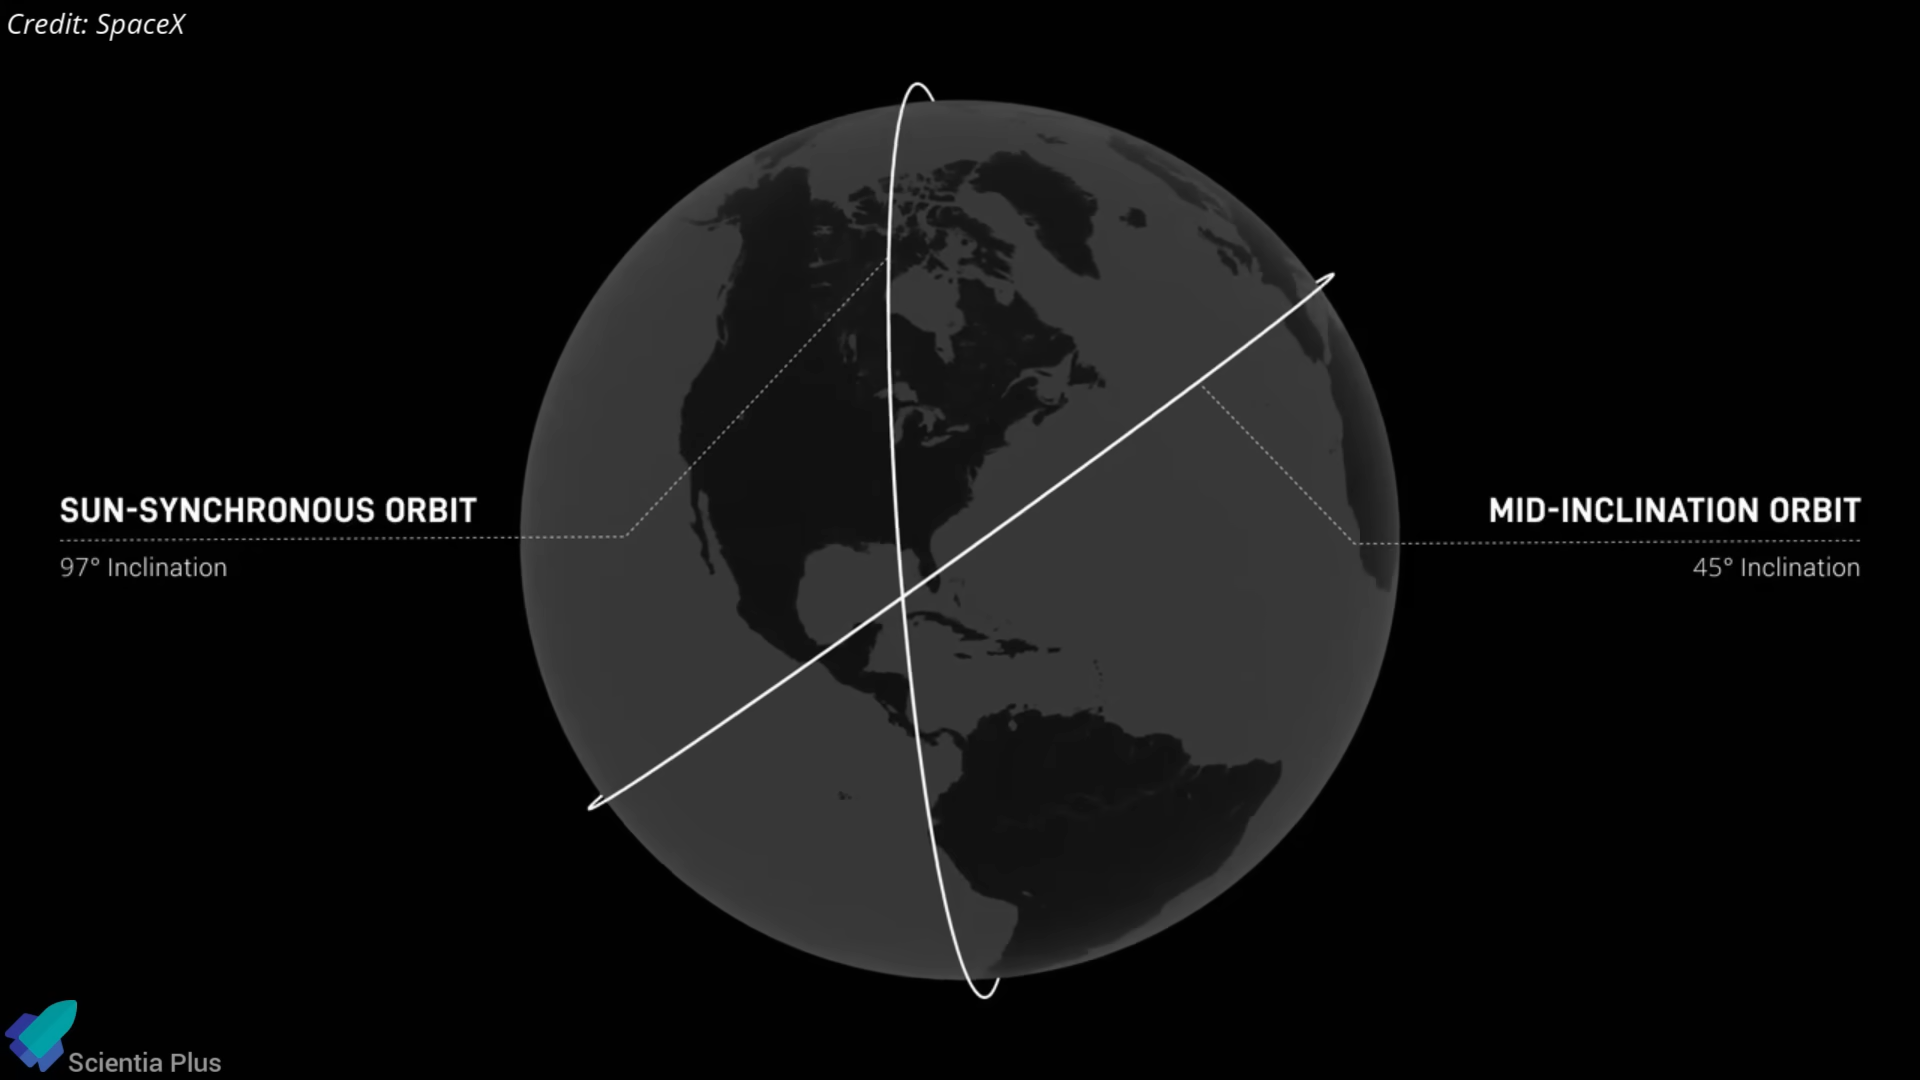 Credit: SpaceX
SUN-SYNCHRONOUS ORBIT
97° Inclination
MID-INCLINATION ORBIT
45° Inclination
Scientia Plus